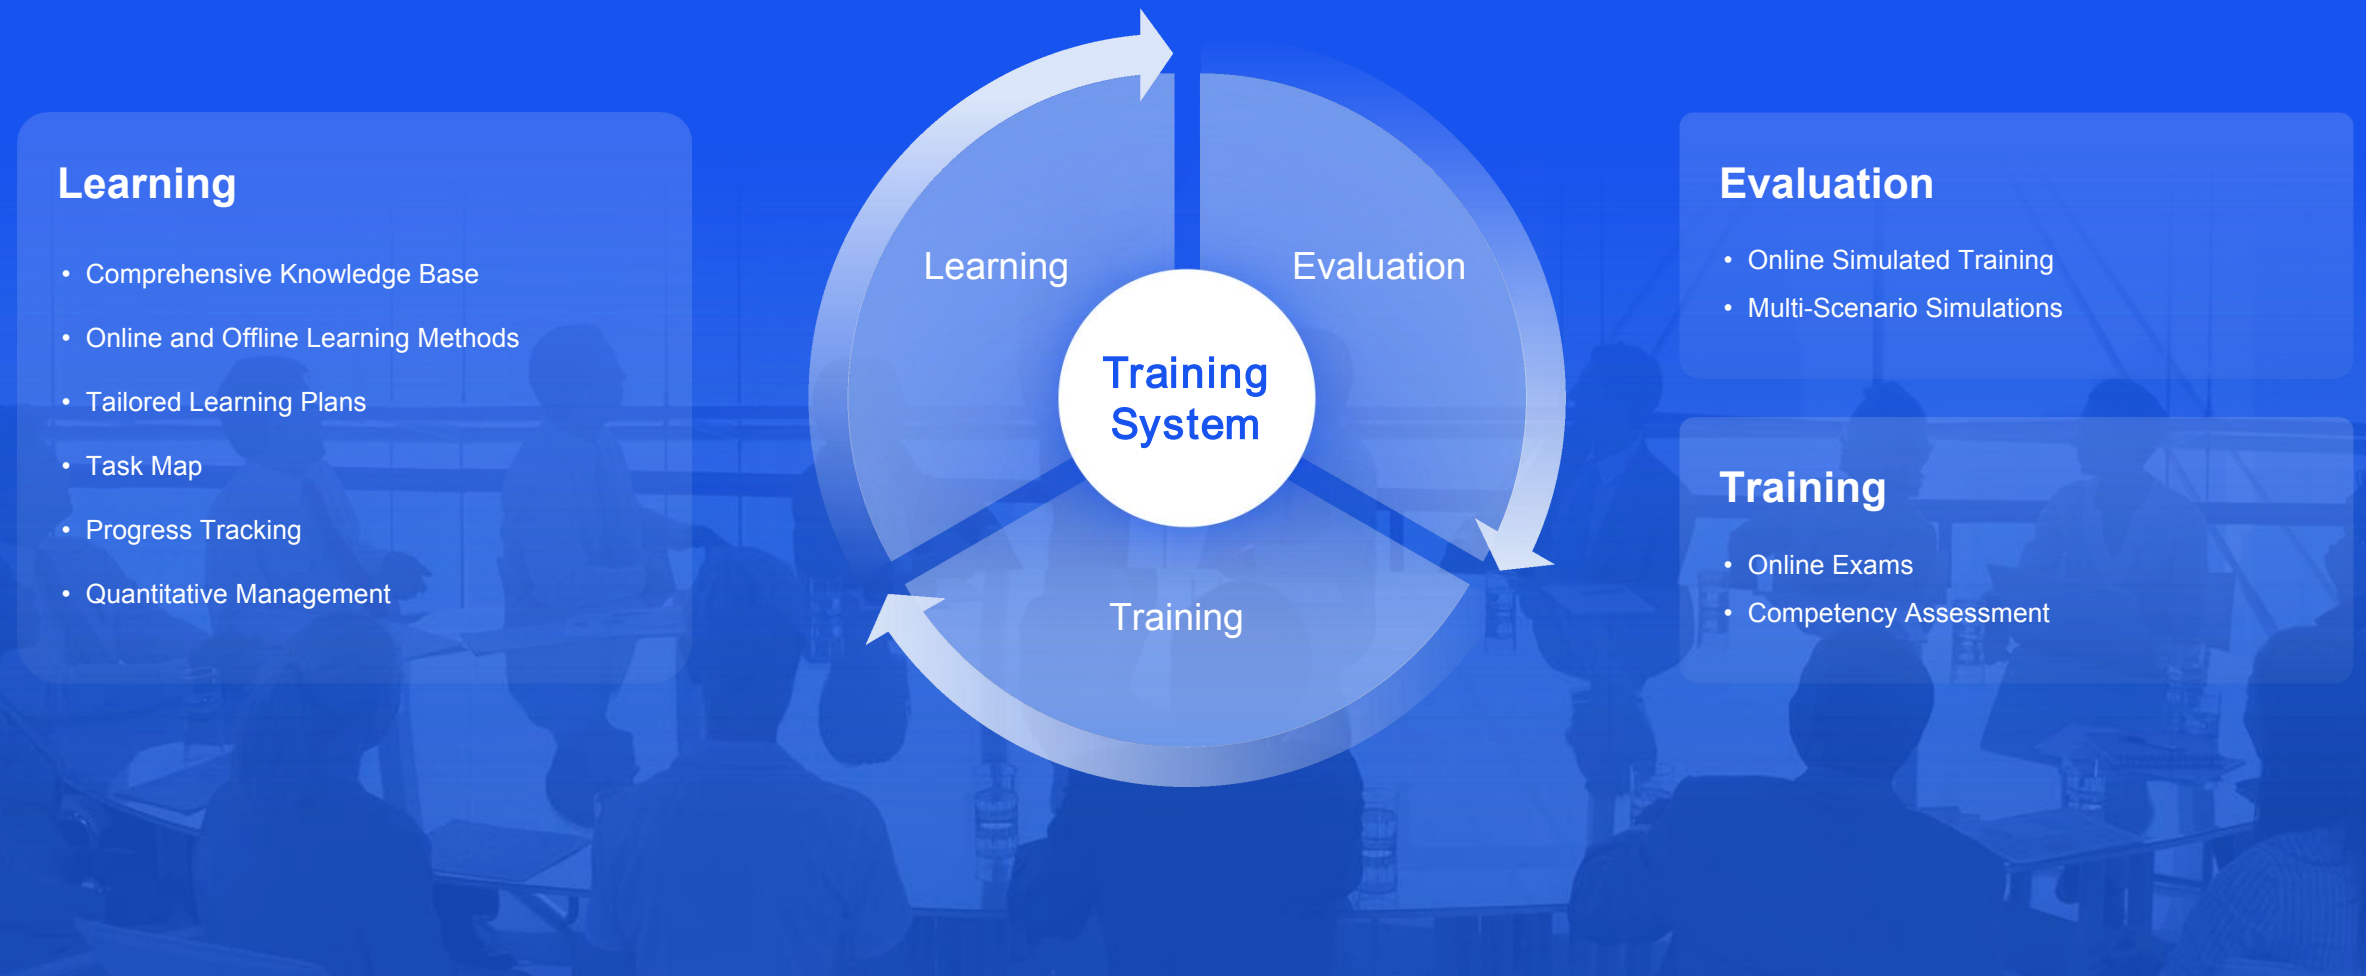 Learning
• Comprehensive Knowledge Base
• Online and Offline Learning Methods
• Tailored Learning Plans
• Task Map
• Progress Tracking
• Quantitative Management
Learning
Evaluation
Training
System
Training
Evaluation
• Online Simulated Training
• Multi-Scenario Simulations
Training
• Online Exams
• Competency Assessment